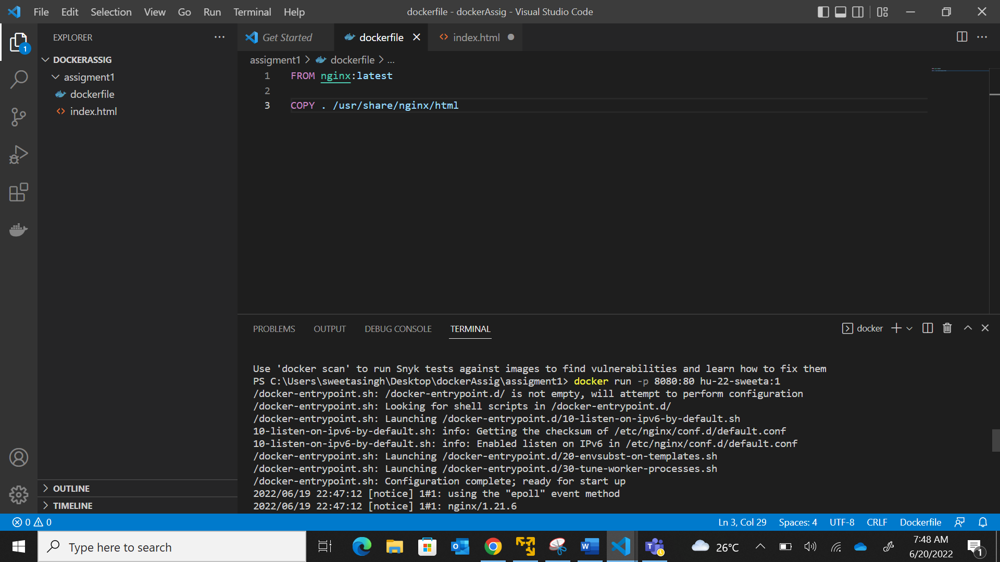 File Edit Selection View Go Run Terminal Help
dockerfile - dockerAssig - Visual Studio Code
EXPLORER
1
DOCKERASSIG
assigment1
dockerfile
index.html
OUTLINE
TIMELINE
Get Started
dockerfile
index.html
assigment1 > dockerfile > ...
1 FROM nginx:latest
2
3 COPY . /usr/share/nginx/html
PROBLEMS OUTPUT DEBUG CONSOLE TERMINAL
docker
Use 'docker scan' to run Snyk tests against images to find vulnerabilities and learn how to fix them
PS C:\Users\sweetasingh\Desktop\dockerAssig\assigment1> docker run -p 8080:80 hu-22-sweeta:1
/docker-entrypoint.sh: /docker-entrypoint.d/ is not empty, will attempt to perform configuration
/docker-entrypoint.sh: Looking for shell scripts in /docker-entrypoint.d/
/docker-entrypoint.sh: Launching /docker-entrypoint.d/10-listen-on-ipv6-by-default.sh
10-listen-on-ipv6-by-default.sh: info: Getting the checksum of /etc/nginx/conf.d/default.conf
10-listen-on-ipv6-by-default.sh: info: Enabled listen on IPv6 in /etc/nginx/conf.d/default.conf
/docker-entrypoint.sh: Launching /docker-entrypoint.d/20-envsubst-on-templates.sh
/docker-entrypoint.sh: Launching /docker-entrypoint.d/30-tune-worker-processes.sh
/docker-entrypoint.sh: Configuration complete; ready for start up
2022/06/19 22:47:12 [notice] 1#1: using the "epoll" event method
2022/06/19 22:47:12 [notice] 1#1: nginx/1.21.6
0 0
Ln 3, Col 29 Spaces: 4 UTF-8 CRLF Dockerfile
Type here to search
26°C
7:48 AM
6/20/2022
1